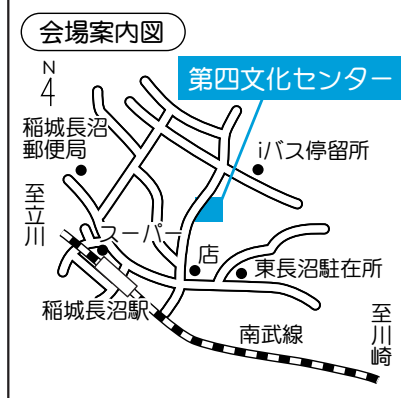 会場案内図
N
第四文化センター
稲城長沼
郵便局
iバス停留所
至立川
スーパー
店
東長沼駐在所
稲城長沼駅
南武線
至川崎